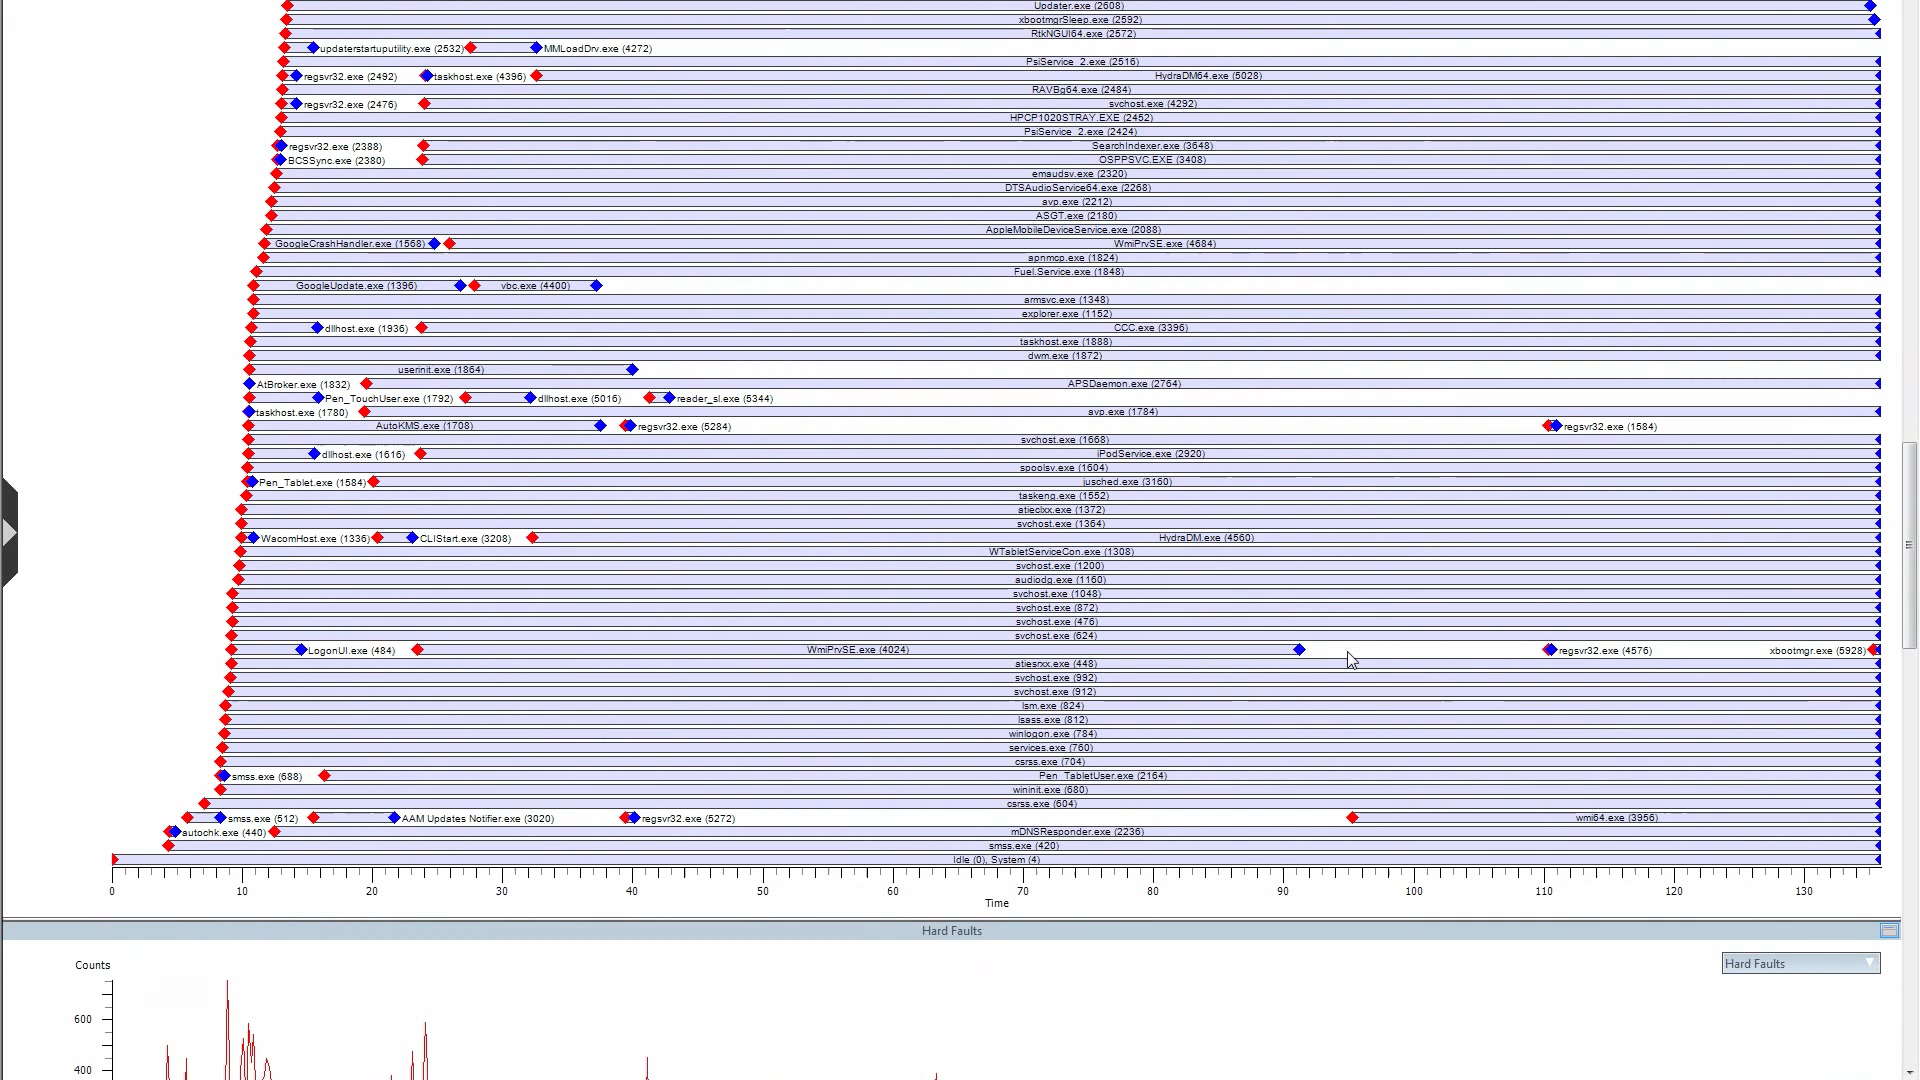 Updater.exe (2608)
xbootmgrSleep.exe (2592)
RtkNGUI64.exe (2572)
updaterstartuputility.exe (2532) MMLoadDrv.exe (4272)
PsiService_2.exe (2516)
regsvr32.exe (2492) taskhost.exe (4396) HydraDM64.exe (5028)
RAVBg64.exe (2484)
regsvr32.exe (2476) svchost.exe (4292)
HPCP1020STRAY.EXE (2452)
PsiService_2.exe (2424)
regsvr32.exe (2388) SearchIndexer.exe (3648)
BCSSync.exe (2380) OSPPSVC.EXE (3408)
emaudsv.exe (2320)
DTSAudioService64.exe (2268)
avp.exe (2212)
ASGT.exe (2180)
AppleMobileDeviceService.exe (2088)
GoogleCrashHandler.exe (1568) WmiPrvSE.exe (4684)
apnmcp.exe (1824)
Fuel.Service.exe (1848)
GoogleUpdate.exe (1396) vbc.exe (4400)
armsvc.exe (1348)
explorer.exe (1152)
dllhost.exe (1936) CCC.exe (3396)
taskhost.exe (1888)
dwm.exe (1872)
userinit.exe (1864)
AtBroker.exe (1832) APSDaemon.exe (2764)
Pen_TouchUser.exe (1792) dllhost.exe (5016) reader_sl.exe (5344)
taskhost.exe (1780) avp.exe (1784)
AutoKMS.exe (1708) regsvr32.exe (5284) regsvr32.exe (1584)
svchost.exe (1668)
dllhost.exe (1616) iPodService.exe (2920)
spoolsv.exe (1604)
Pen_Tablet.exe (1584) jusched.exe (3160)
taskeng.exe (1552)
atieclxx.exe (1372)
svchost.exe (1364)
WacomHost.exe (1336) CLIStart.exe (3208) HydraDM.exe (4560)
WTabletServiceCon.exe (1308)
svchost.exe (1200)
audiodg.exe (1160)
svchost.exe (1048)
svchost.exe (872)
svchost.exe (476)
svchost.exe (624)
LogonUI.exe (484) WmiPrvSE.exe (4024) regsvr32.exe (4576) xbootmgr.exe (5928)
atiesrxx.exe (448)
svchost.exe (992)
svchost.exe (912)
lsm.exe (824)
lsass.exe (812)
winlogon.exe (784)
services.exe (760)
csrss.exe (704)
smss.exe (688) Pen_TabletUser.exe (2164)
wininit.exe (680)
csrss.exe (604)
smss.exe (512) AAM Updates Notifier.exe (3020) regsvr32.exe (5272) wmi64.exe (3956)
autochk.exe (440) mDNSResponder.exe (2236)
smss.exe (420)
Idle (0), System (4)
0 10 20 30 40 50 60 70 80 90 100 110 120 130
Time
Hard Faults
Counts
Hard Faults
600
400